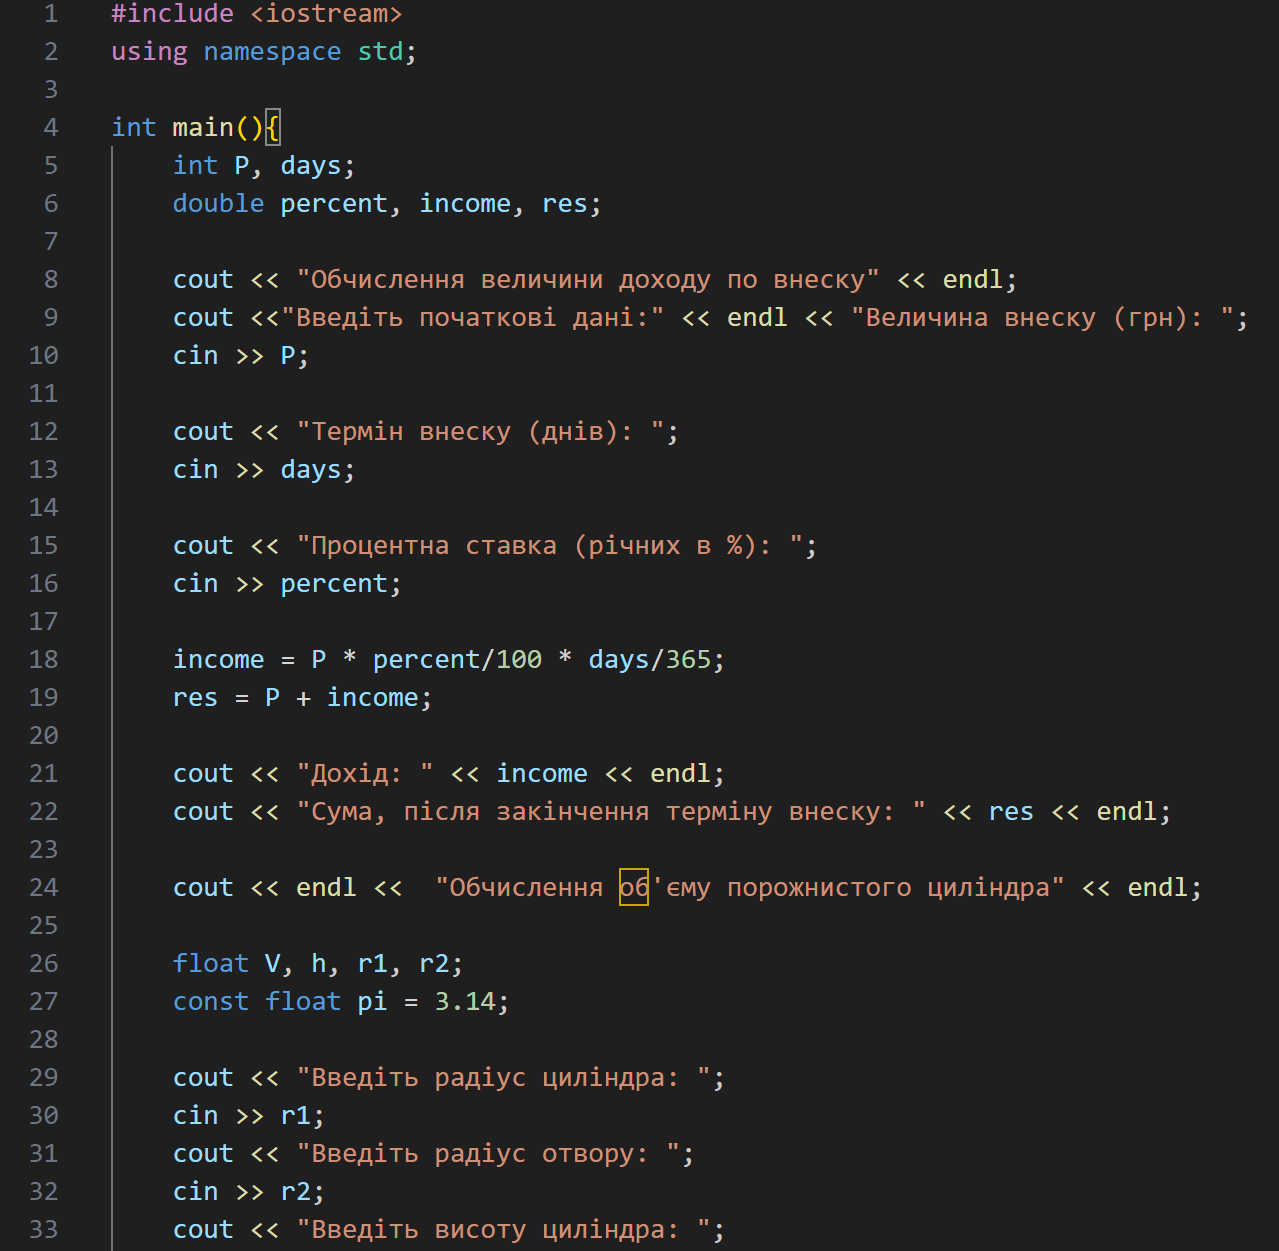 1 #include <iostream>
2 using namespace std;
3
4 int main(){
5 int P, days;
6 double percent, income, res;
7
8 cout << "Обчислення величини доходу по внеску" << endl;
9 cout <<"Введіть початкові дані:" << endl << "Величина внеску (грн): ";
10 cin >> P;
11
12 cout << "Термін внеску (днів): ";
13 cin >> days;
14
15 cout << "Процентна ставка (річних в %): ";
16 cin >> percent;
17
18 income = P * percent/100 * days/365;
19 res = P + income;
20
21 cout << "Дохід: " << income << endl;
22 cout << "Сума, після закінчення терміну внеску: " << res << endl;
23
24 cout << endl <<  "Обчислення об'єму порожнистого циліндра" << endl;
25
26 float V, h, r1, r2;
27 const float pi = 3.14;
28
29 cout << "Введіть радіус циліндра: ";
30 cin >> r1;
31 cout << "Введіть радіус отвору: ";
32 cin >> r2;
33 cout << "Введіть висоту циліндра: ";